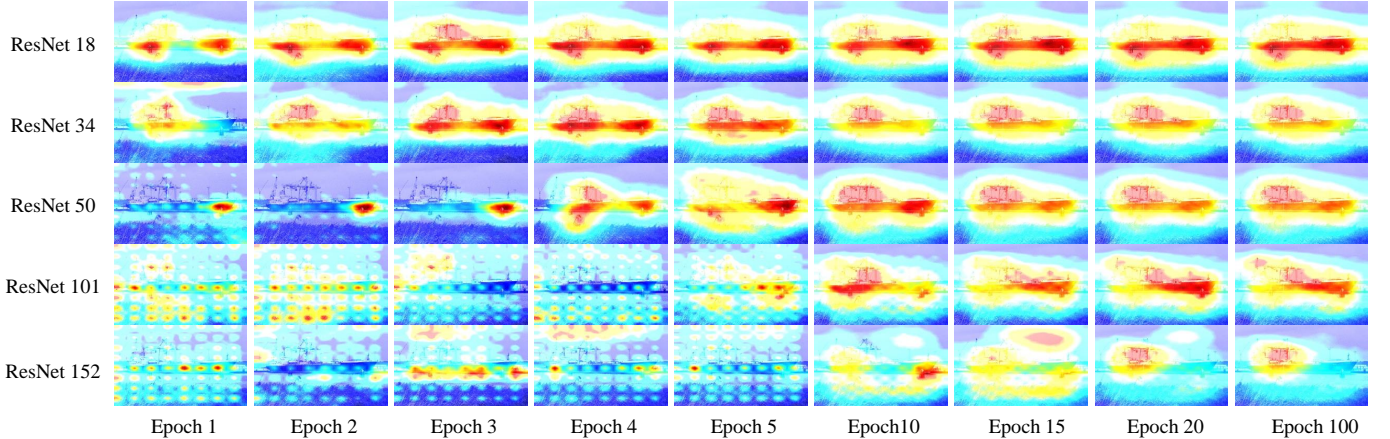 ResNet 18
ResNet 34
ResNet 50
ResNet 101
ResNet 152
Epoch 1 Epoch 2 Epoch 3 Epoch 4 Epoch 5 Epoch10 Epoch 15 Epoch 20 Epoch 100